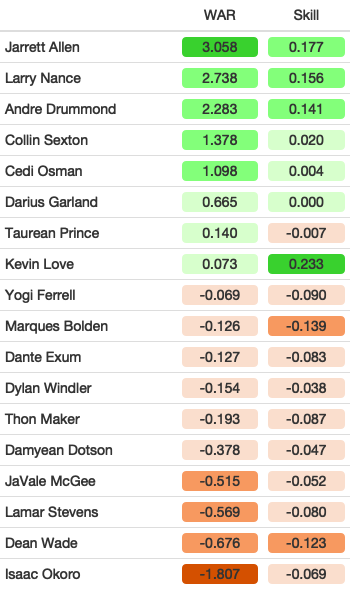 WAR Skill
Jarrett Allen 3.058 0.177
Larry Nance 2.738 0.156
Andre Drummond 2.283 0.141
Collin Sexton 1.378 0.020
Cedi Osman 1.098 0.004
Darius Garland 0.665 0.000
Taurean Prince 0.140 -0.007
Kevin Love 0.073 0.233
Yogi Ferrell -0.069 -0.090
Marques Bolden -0.126 -0.139
Dante Exum -0.127 -0.083
Dylan Windler -0.154 -0.038
Thon Maker -0.193 -0.087
Damyean Dotson -0.378 -0.047
JaVale McGee -0.515 -0.052
Lamar Stevens -0.569 -0.080
Dean Wade -0.676 -0.123
Isaac Okoro -1.807 -0.069